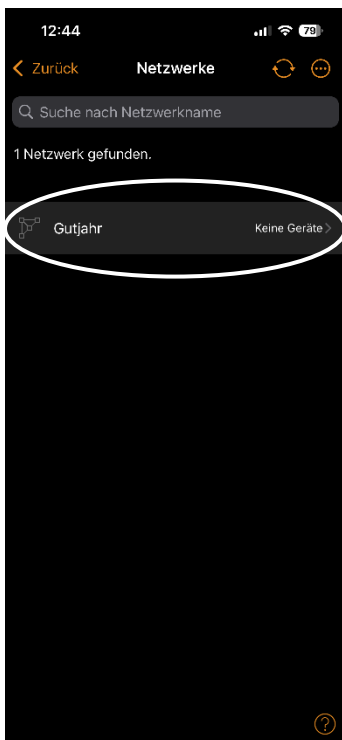 12:44
79
Zurück
Netzwerke
Suche nach Netzwerkname
1 Netzwerk gefunden.
Gutjahr
Keine Geräte
?